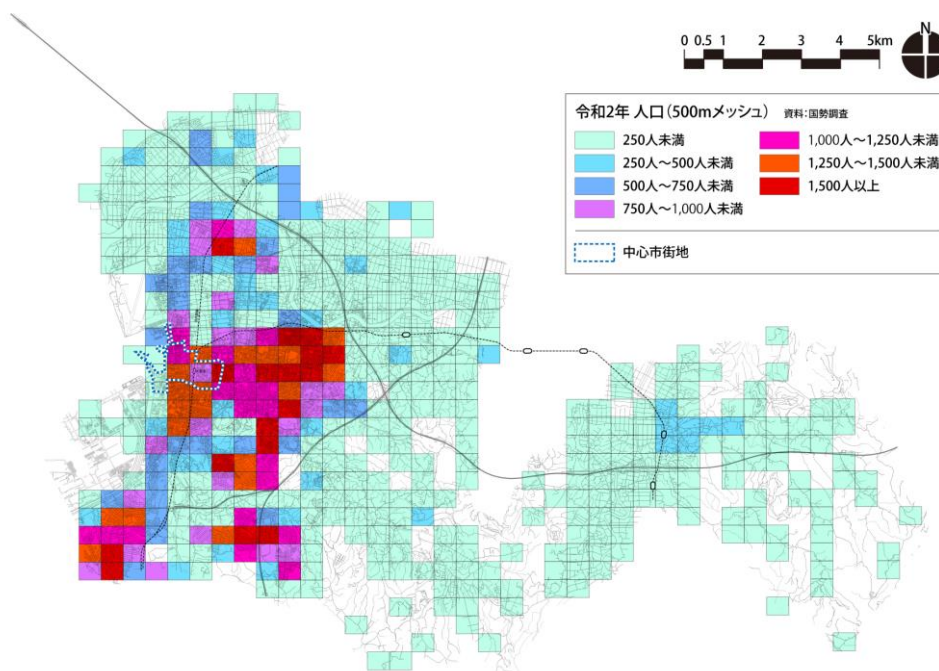 0 0.5 1 2 3 4 5km
N
令和2年 人口（500mメッシュ） 資料：国勢調査
250人未満
250人～500人未満
500人～750人未満
750人～1,000人未満
1,000人～1,250人未満
1,250人～1,500人未満
1,500人以上
中心市街地